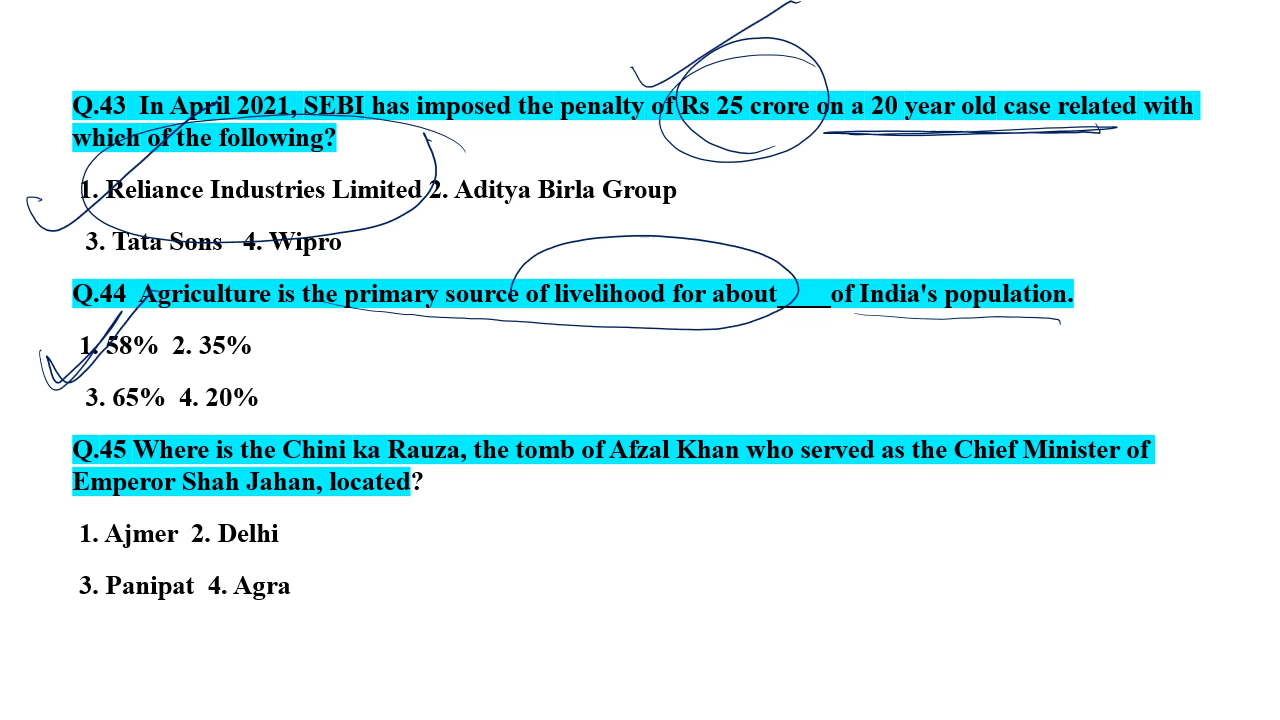 Q.43  In April 2021, SEBI has imposed the penalty of Rs 25 crore on a 20 year old case related with
which of the following?
1. Reliance Industries Limited 2. Aditya Birla Group
3. Tata Sons   4. Wipro
Q.44  Agriculture is the primary source of livelihood for about____of India's population.
1. 58%  2. 35%
3. 65%  4. 20%
Q.45 Where is the Chini ka Rauza, the tomb of Afzal Khan who served as the Chief Minister of
Emperor Shah Jahan, located?
1. Ajmer  2. Delhi
3. Panipat  4. Agra